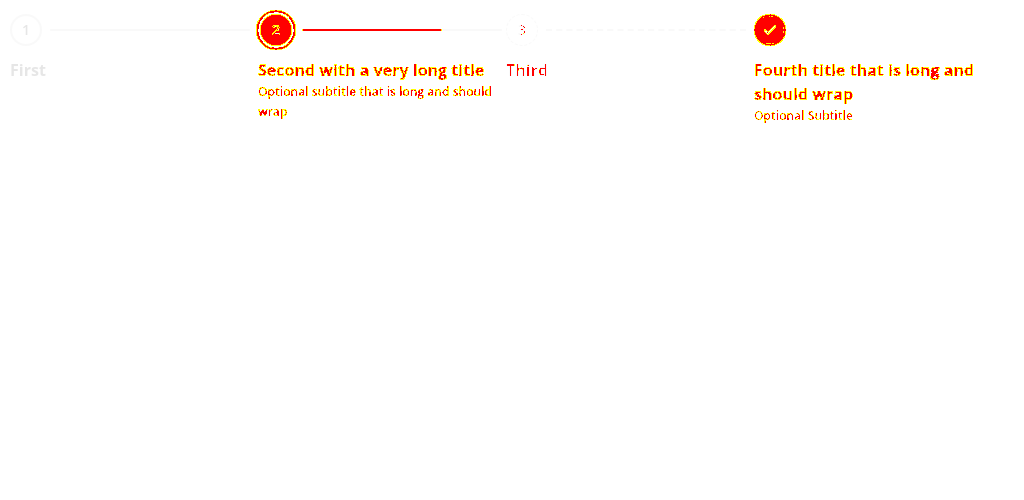 1
2
3
First
Second with a very long title
Optional subtitle that is long and should
wrap
Third
Fourth title that is long and
should wrap
Optional Subtitle